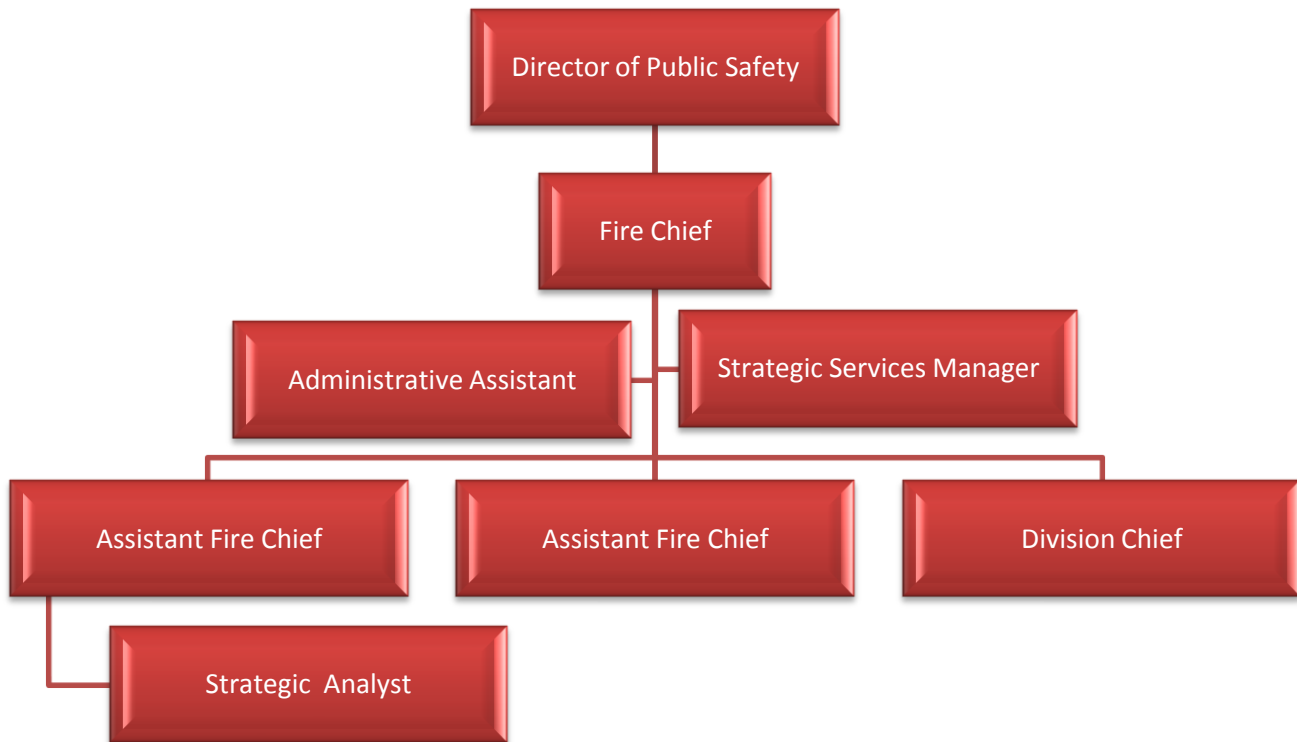 Director of Public Safety
Fire Chief
Administrative Assistant
Strategic Services Manager
Assistant Fire Chief
Assistant Fire Chief
Division Chief
Strategic  Analyst